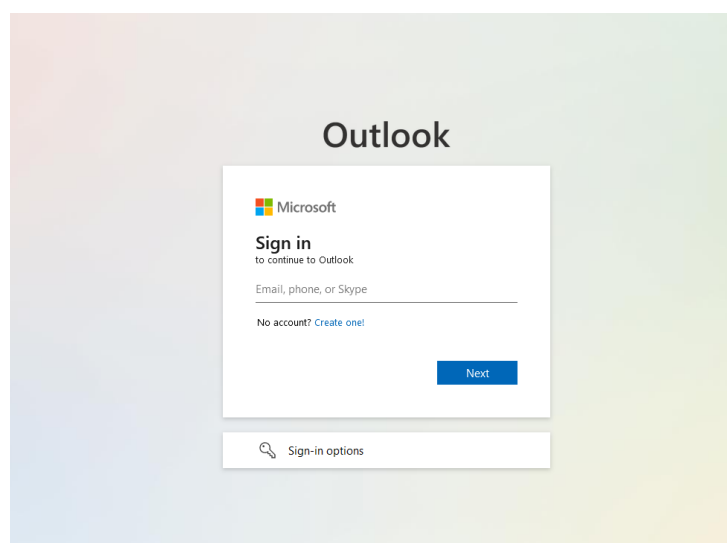 Outlook
Microsoft
Sign in
to continue to Outlook
Email, phone, or Skype
No account? Create one!
Next
Sign-in options